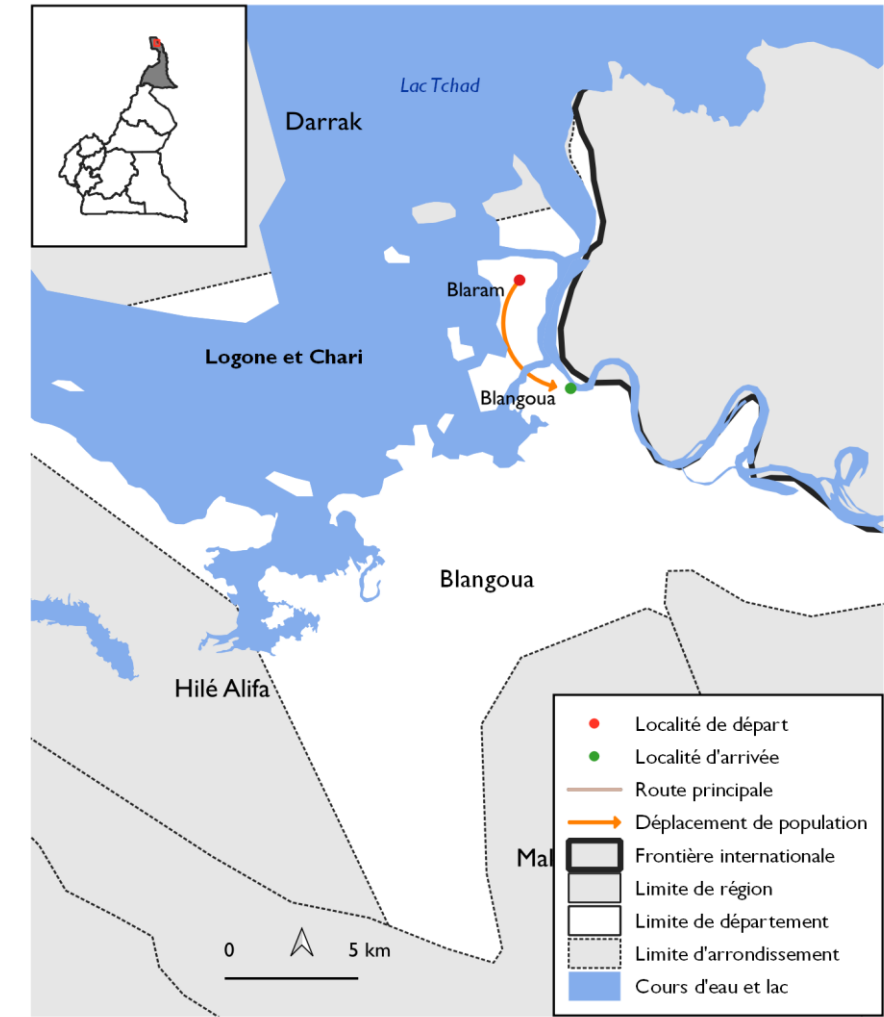 Lac Tchad
Darrak
Blaram
Logone et Chari
Blangoua
Blangoua
Hilé Alifa
Mal
0 5 km
Localité de départ
Localité d'arrivée
Route principale
Déplacement de population
Frontière internationale
Limite de région
Limite de département
Limite d'arrondissement
Cours d'eau et lac